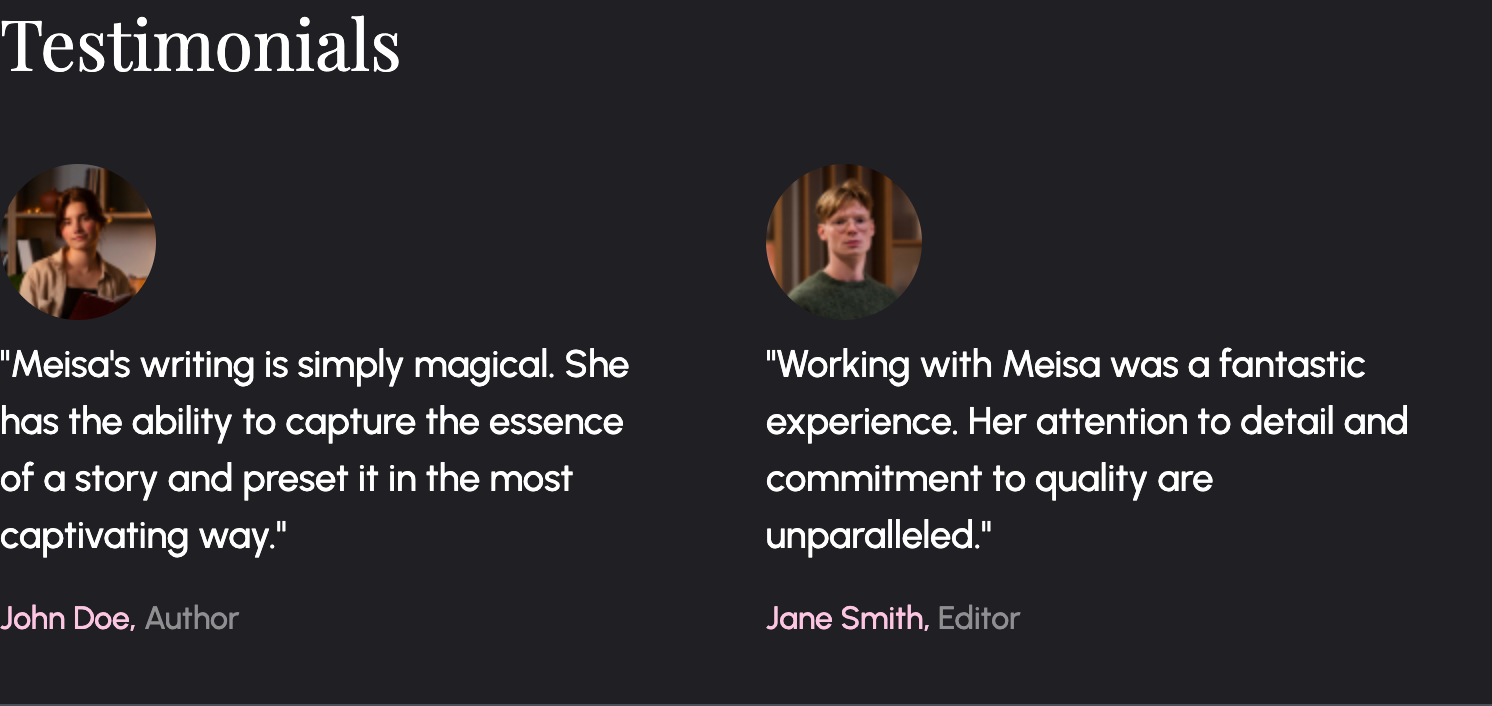 Testimonials
"Meisa's writing is simply magical. She
has the ability to capture the essence
of a story and preset it in the most
captivating way."
John Doe, Author
"Working with Meisa was a fantastic
experience. Her attention to detail and
commitment to quality are
unparalleled."
Jane Smith, Editor